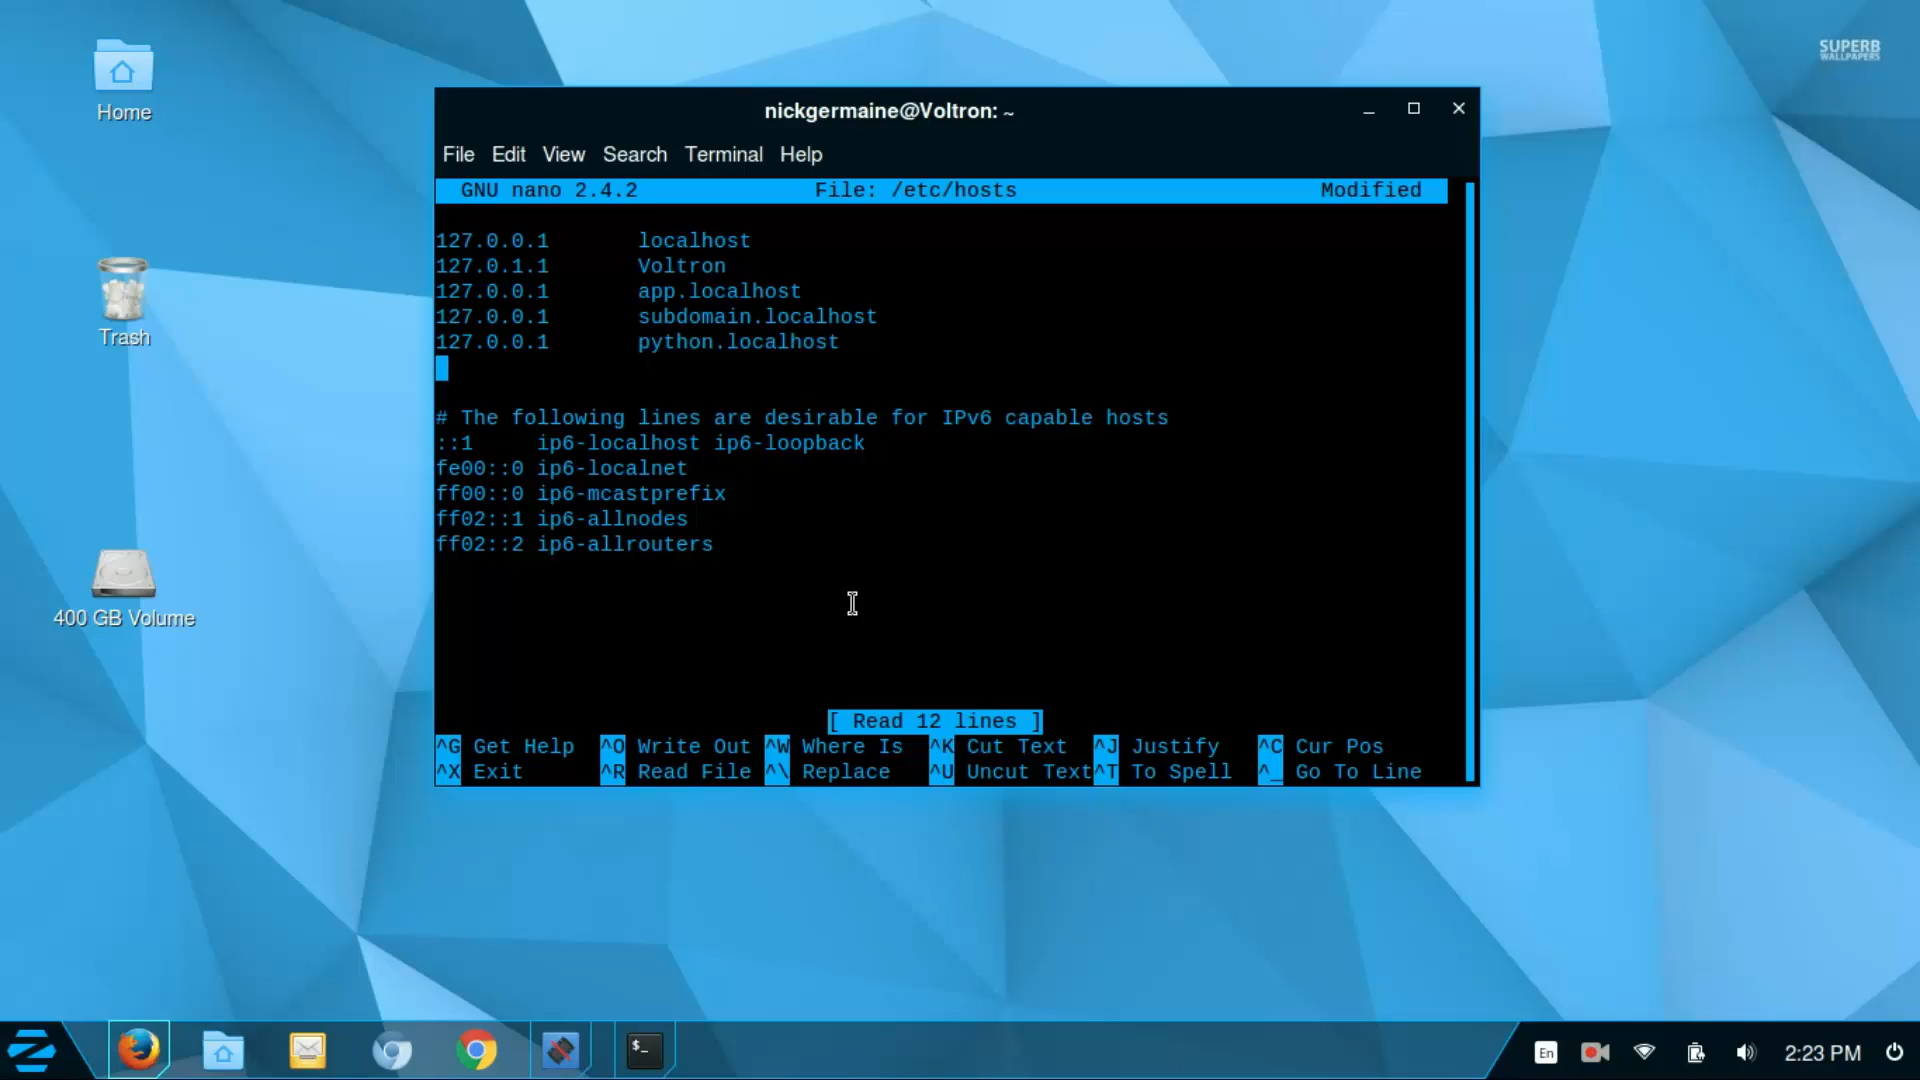 SUPERB
WALLPAPERS
Home
Trash
400 GB Volume
nickgermaine@Voltron: ~
File Edit View Search Terminal Help
GNU nano 2.4.2 File: /etc/hosts Modified
127.0.0.1 localhost
127.0.1.1 Voltron
127.0.0.1 app.localhost
127.0.0.1 subdomain.localhost
127.0.0.1 python.localhost
# The following lines are desirable for IPv6 capable hosts
::1 ip6-localhost ip6-loopback
fe00::0 ip6-localnet
ff00::0 ip6-mcastprefix
ff02::1 ip6-allnodes
ff02::2 ip6-allrouters
[ Read 12 lines ]
^G Get Help ^O Write Out ^W Where Is ^K Cut Text ^J Justify ^C Cur Pos
^X Exit ^R Read File ^\ Replace ^U Uncut Text ^T To Spell ^_ Go To Line
$_
En
2:23 PM